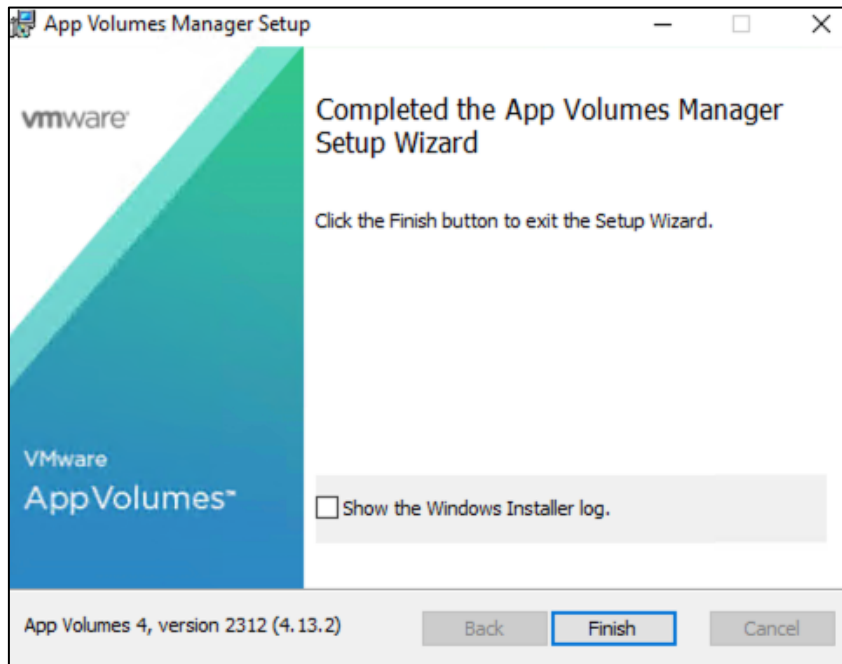 App Volumes Manager Setup
vmware®
Completed the App Volumes Manager
Setup Wizard
Click the Finish button to exit the Setup Wizard.
VMware
App Volumes™
Show the Windows Installer log.
App Volumes 4, version 2312 (4.13.2)
Back
Finish
Cancel